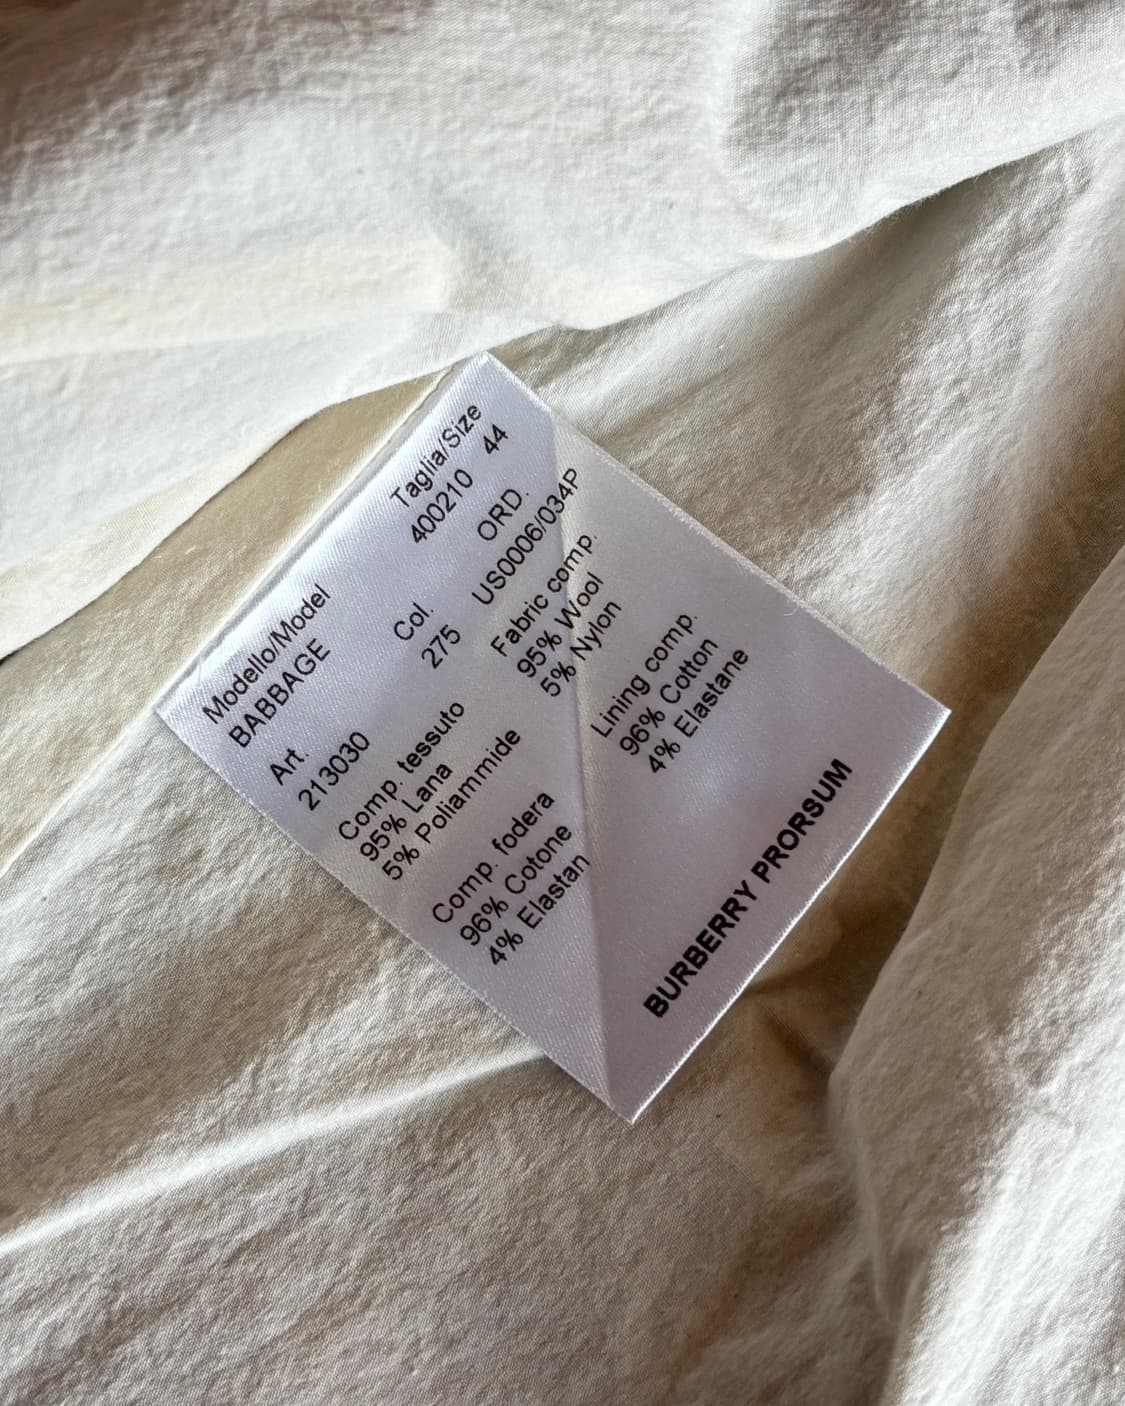 Modello/Model
BABBAGE
Taglia/Size
400210 44
Art.
213030
Col.
275
ORD.
US0006/034P
Comp. tessuto
95% Lana
5% Poliammide
Fabric comp.
95% Wool
5% Nylon
Comp. fodera
96% Cotone
4% Elastan
Lining comp.
96% Cotton
4% Elastane
BURBERRY PRORSUM